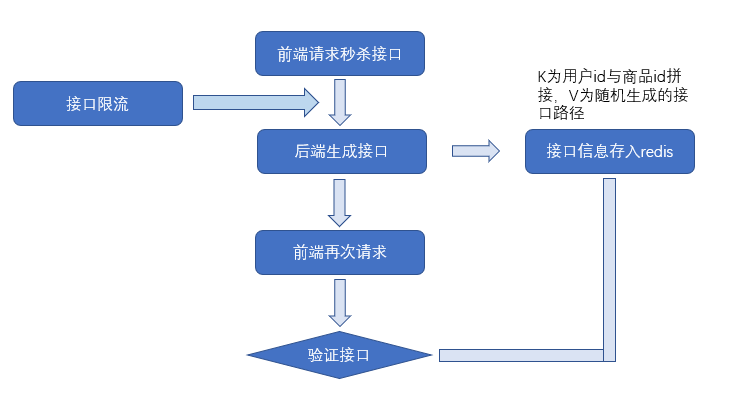 前端请求秒杀接口
K为用户id与商品id拼
接，V为随机生成的接
口路径
接口限流
后端生成接口
接口信息存入redis
前端再次请求
验证接口